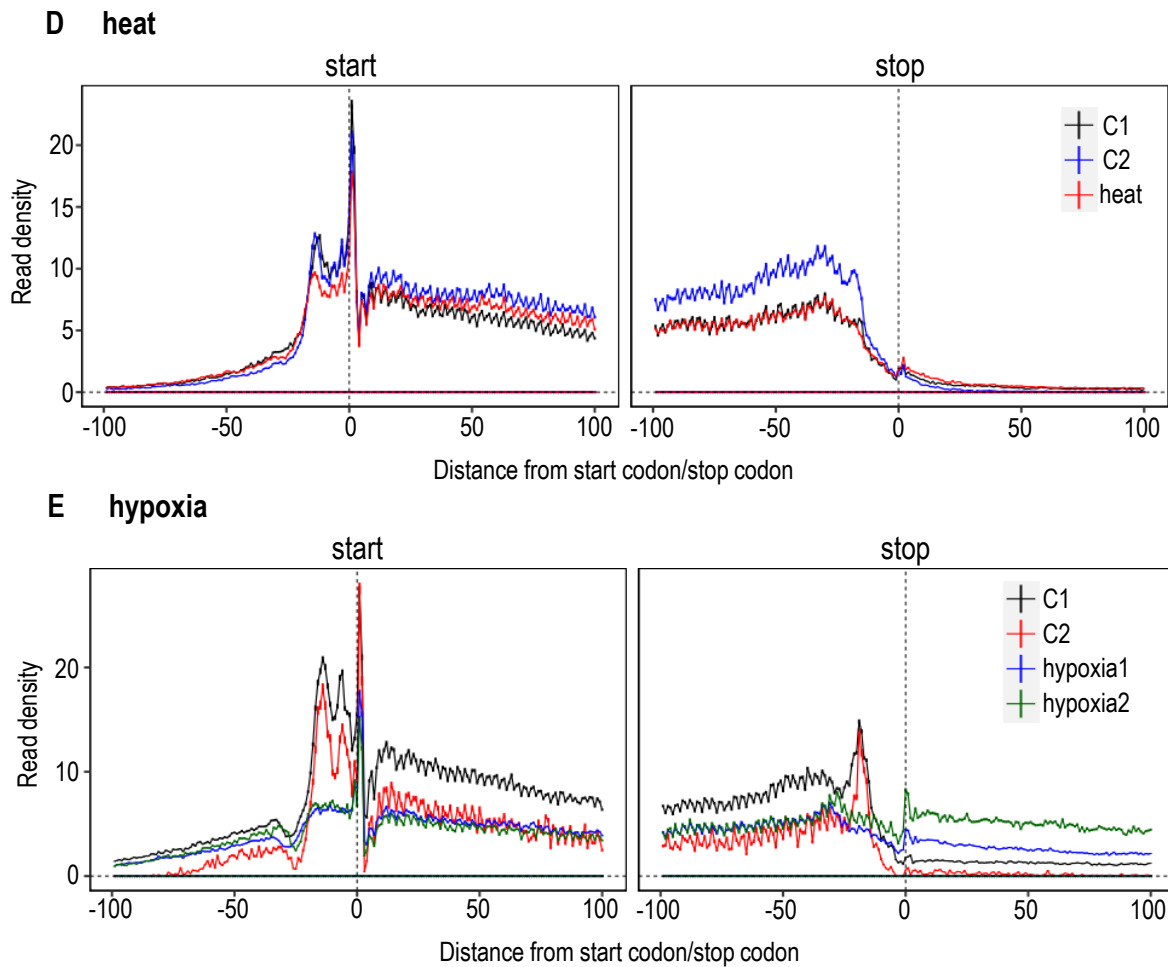 D heat
start
stop
Read density
20
15
10
5
0
C1
C2
heat
-100 -50 0 50 100
-100 -50 0 50 100
Distance from start codon/stop codon
E hypoxia
start
stop
Read density
20
10
0
C1
C2
hypoxia1
hypoxia2
-100 -50 0 50 100
-100 -50 0 50 100
Distance from start codon/stop codon